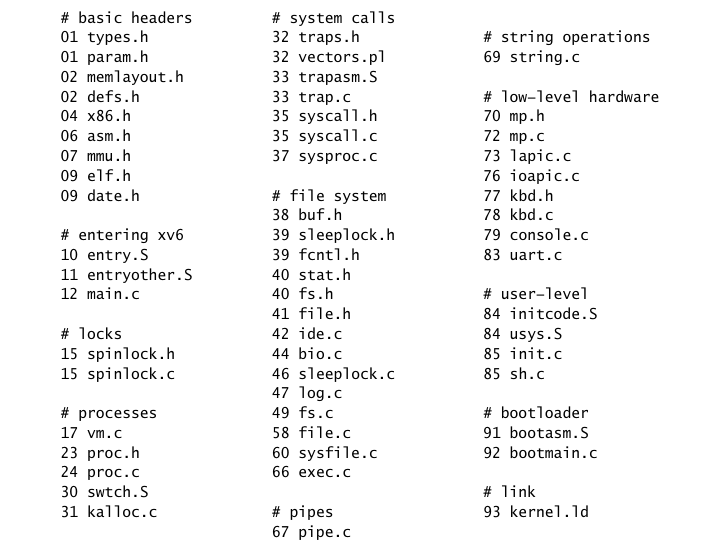 # basic headers
01 types.h
01 param.h
02 memlayout.h
02 defs.h
04 x86.h
06 asm.h
07 mmu.h
09 elf.h
09 date.h
# entering xv6
10 entry.S
11 entryother.S
12 main.c
# locks
15 spinlock.h
15 spinlock.c
# processes
17 vm.c
23 proc.h
24 proc.c
30 swtch.S
31 kalloc.c
# system calls
32 traps.h
32 vectors.pl
33 trapasm.S
33 trap.c
35 syscall.h
35 syscall.c
37 sysproc.c
# file system
38 buf.h
39 sleeplock.h
39 fcntl.h
40 stat.h
40 fs.h
41 file.h
42 ide.c
44 bio.c
46 sleeplock.c
47 log.c
49 fs.c
58 file.c
60 sysfile.c
66 exec.c
# pipes
67 pipe.c
# string operations
69 string.c
# low-level hardware
70 mp.h
72 mp.c
73 lapic.c
76 ioapic.c
77 kbd.h
78 kbd.c
79 console.c
83 uart.c
# user-level
84 initcode.S
84 usys.S
85 init.c
85 sh.c
# bootloader
91 bootasm.S
92 bootmain.c
# link
93 kernel.ld